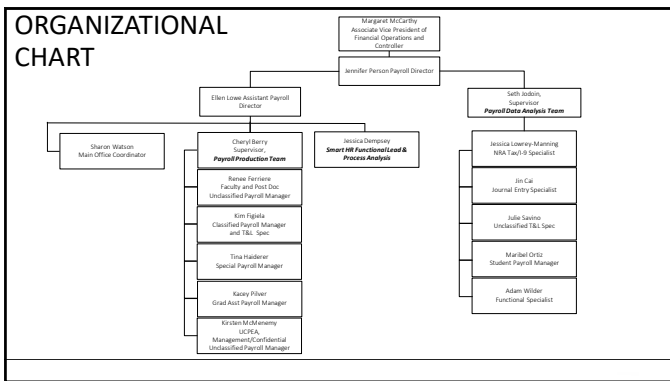 ORGANIZATIONAL
CHART
Margaret McCarthy
Associate Vice President of
Financial Operations and
Controller
Jennifer Person Payroll Director
Ellen Lowe Assistant Payroll
Director
Seth Jodoin,
Supervisor
Payroll Data Analysis Team
Sharon Watson
Main Office Coordinator
Cheryl Berry
Supervisor,
Payroll Production Team
Jessica Dempsey
Smart HR Functional Lead &
Process Analysis
Renee Ferriere
Faculty and Post Doc
Unclassified Payroll Manager
Kim Figiela
Classified Payroll Manager
and T&L Spec
Tina Haiderer
Special Payroll Manager
Kacey Pilver
Grad Asst Payroll Manager
Kirsten McMenemy
UCPEA,
Management/Confidential
Unclassified Payroll Manager
Jessica Lowrey-Manning
NRA Tax/I-9 Specialist
Jin Cai
Journal Entry Specialist
Julie Savino
Unclassified T&L Spec
Maribel Ortiz
Student Payroll Manager
Adam Wilder
Functional Specialist